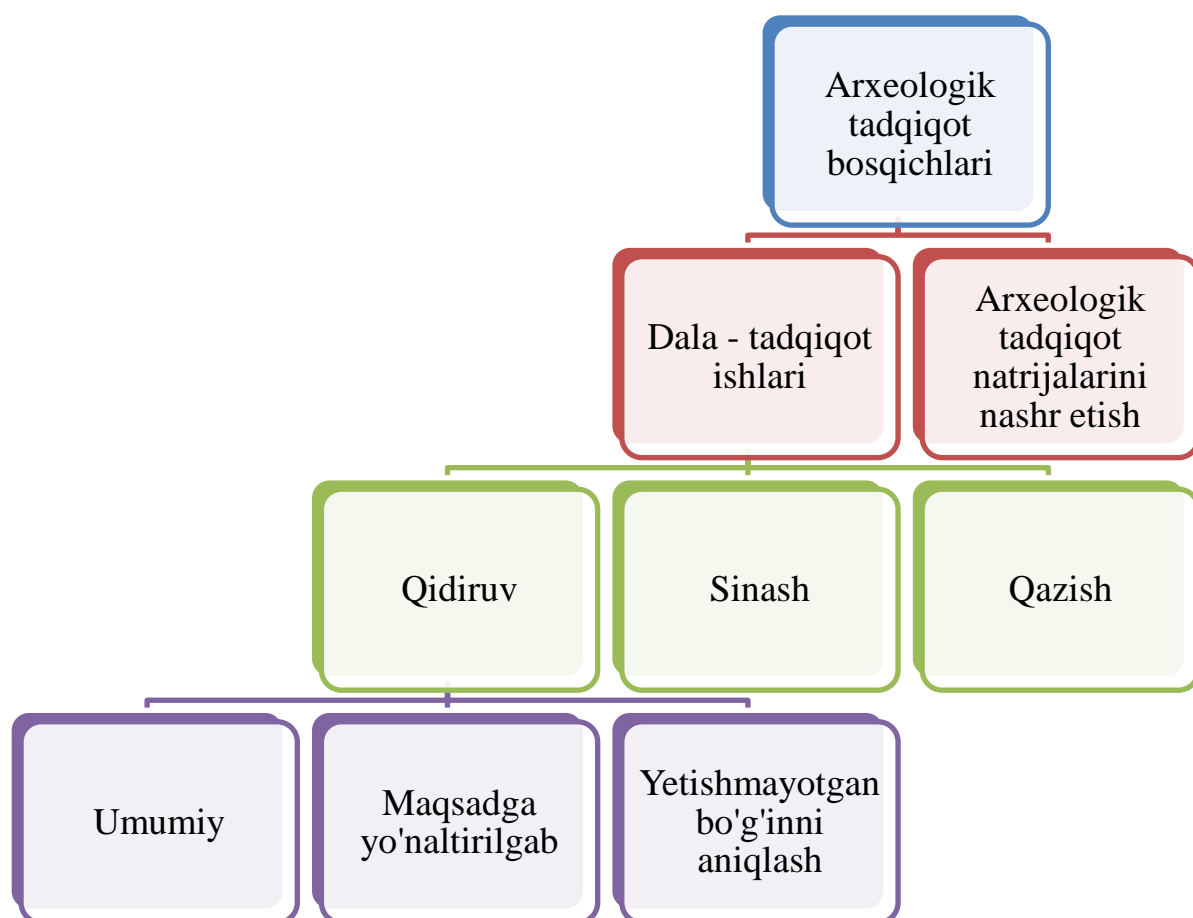 Arxeologik
tadqiqot
bosqichlari
Dala - tadqiqot
ishlari
Arxeologik
tadqiqot
natrijalarini
nashr etish
Qidiruv
Sinash
Qazish
Umumiy
Maqsadga
yo'naltirilgab
Yetishmayotgan
bo'g'inni
aniqlash